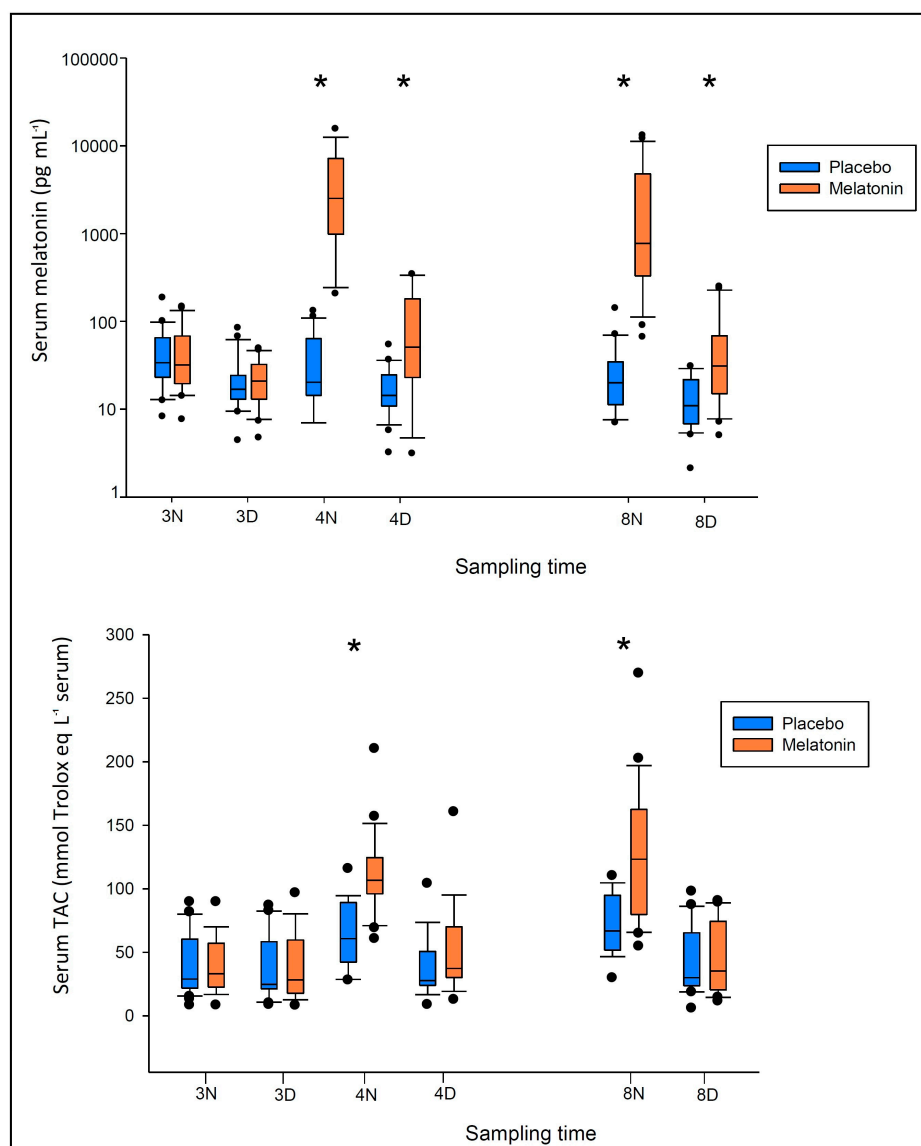 100000
10000
1000
100
10
1
Serum melatonin (pg mL⁻¹)
* * * *
Placebo
Melatonin
3N 3D 4N 4D 8N 8D
Sampling time
300
250
200
150
100
50
0
Serum TAC (mmol Trolox eq L⁻¹ serum)
* *
Placebo
Melatonin
3N 3D 4N 4D 8N 8D
Sampling time